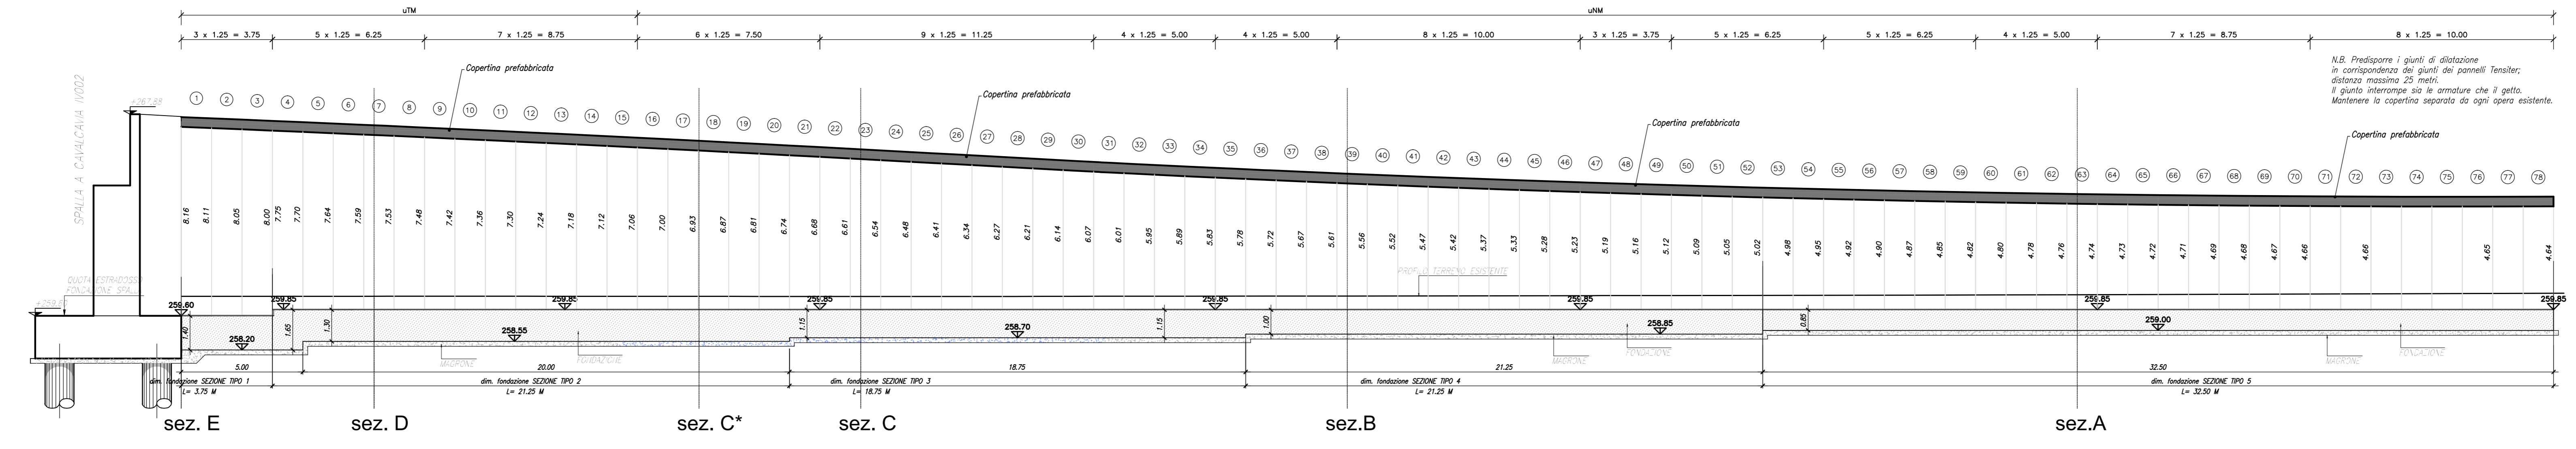 uTM uNM
3 x 1.25 = 3.75 5 x 1.25 = 6.25 7 x 1.25 = 8.75 6 x 1.25 = 7.50 9 x 1.25 = 11.25 4 x 1.25 = 5.00 4 x 1.25 = 5.00 8 x 1.25 = 10.00 3 x 1.25 = 3.75 5 x 1.25 = 6.25 5 x 1.25 = 6.25 4 x 1.25 = 5.00 7 x 1.25 = 8.75 8 x 1.25 = 10.00
N.B. Predisporre i giunti di dilatazione
in corrispondenza dei giunti dei pannelli Tensiter;
distanza massima 25 metri.
Il giunto interrompe sia le armature che il getto.
Mantenere la copertina separata da ogni opera esistente.
SPALLA A CAVALCAVIA IV002
+267.88
Copertina prefabbricata
Copertina prefabbricata
Copertina prefabbricata
Copertina prefabbricata
1 2 3 4 5 6 7 8 9 10 11 12 13 14 15 16 17 18 19 20 21 22 23 24 25 26 27 28 29 30 31 32 33 34 35 36 37 38 39 40 41 42 43 44 45 46 47 48 49 50 51 52 53 54 55 56 57 58 59 60 61 62 63 64 65 66 67 68 69 70 71 72 73 74 75 76 77 78
8.16 8.11 8.05 8.00 7.75 7.70 7.64 7.59 7.53 7.48 7.42 7.36 7.30 7.24 7.18 7.12 7.06 7.00 6.93 6.87 6.81 6.74 6.68 6.61 6.54 6.48 6.41 6.34 6.27 6.21 6.14 6.07 6.01 5.95 5.89 5.83 5.78 5.72 5.67 5.61 5.56 5.52 5.47 5.42 5.37 5.33 5.28 5.23 5.19 5.16 5.12 5.09 5.05 5.02 4.98 4.95 4.92 4.90 4.87 4.85 4.82 4.80 4.78 4.76 4.74 4.73 4.72 4.71 4.69 4.68 4.67 4.66 4.66 4.65 4.64
QUOTA ESTRADOSSO
FONDAZIONE SPALLA
PROFILO TERRENO ESISTENTE
259.60 259.85 259.85 259.85 259.85 259.85 259.85 259.85
1.40 1.65 1.30 1.15 1.15 1.00 0.85
258.20 258.55 258.70 258.85 259.00
MAGRONE FONDAZIONE MAGRONE FONDAZIONE MAGRONE FONDAZIONE
5.00 20.00 18.75 21.25 32.50
dim. fondazione SEZIONE TIPO 1 dim. fondazione SEZIONE TIPO 2 dim. fondazione SEZIONE TIPO 3 dim. fondazione SEZIONE TIPO 4 dim. fondazione SEZIONE TIPO 5
L= 3.75 M L= 21.25 M L= 18.75 M L= 21.25 M L= 32.50 M
sez. E sez. D sez. C* sez. C sez.B sez.A